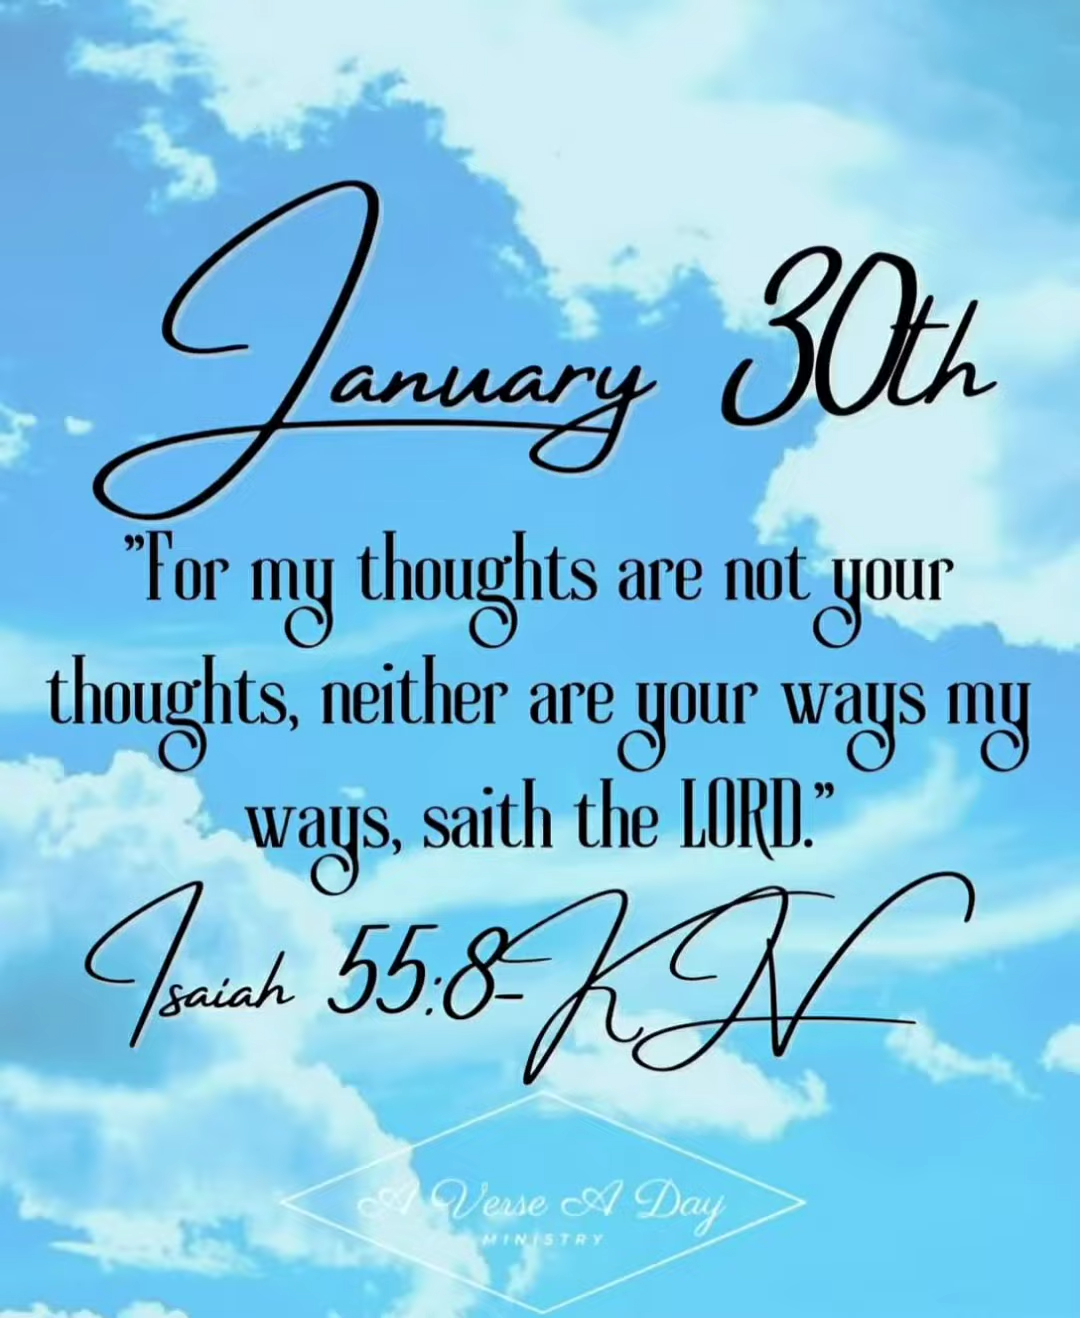 January 30th
"For my thoughts are not your
thoughts, neither are your ways my
ways, saith the LORD."
Isaiah 55:8-KJV
A Verse A Day
MINISTRY